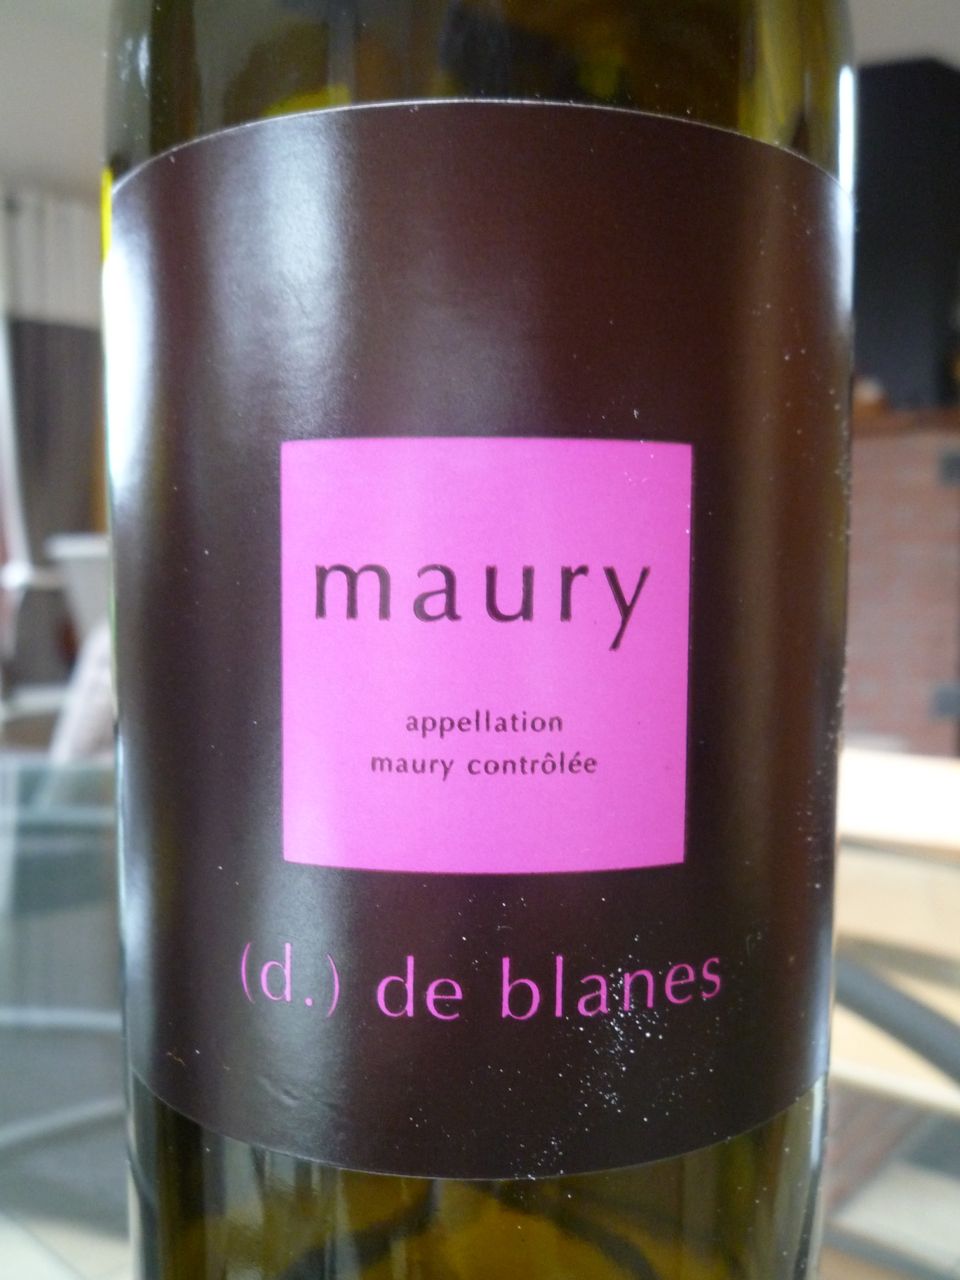 maury
appellation
maury contrôlée
(d.) de blanes